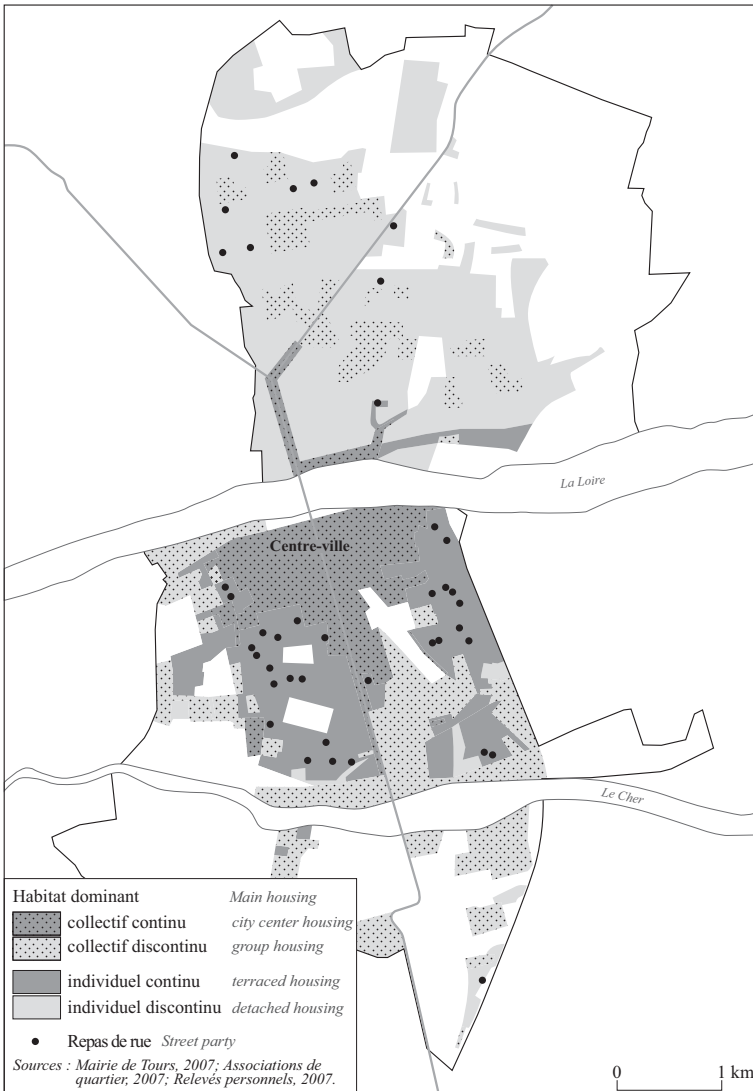 La Loire
Centre-ville
Le Cher
Habitat dominant Main housing
collectif continu city center housing
collectif discontinu group housing
individuel continu terraced housing
individuel discontinu detached housing
Repas de rue Street party
Sources : Mairie de Tours, 2007; Associations de
quartier, 2007; Relevés personnels, 2007.
0 1 km